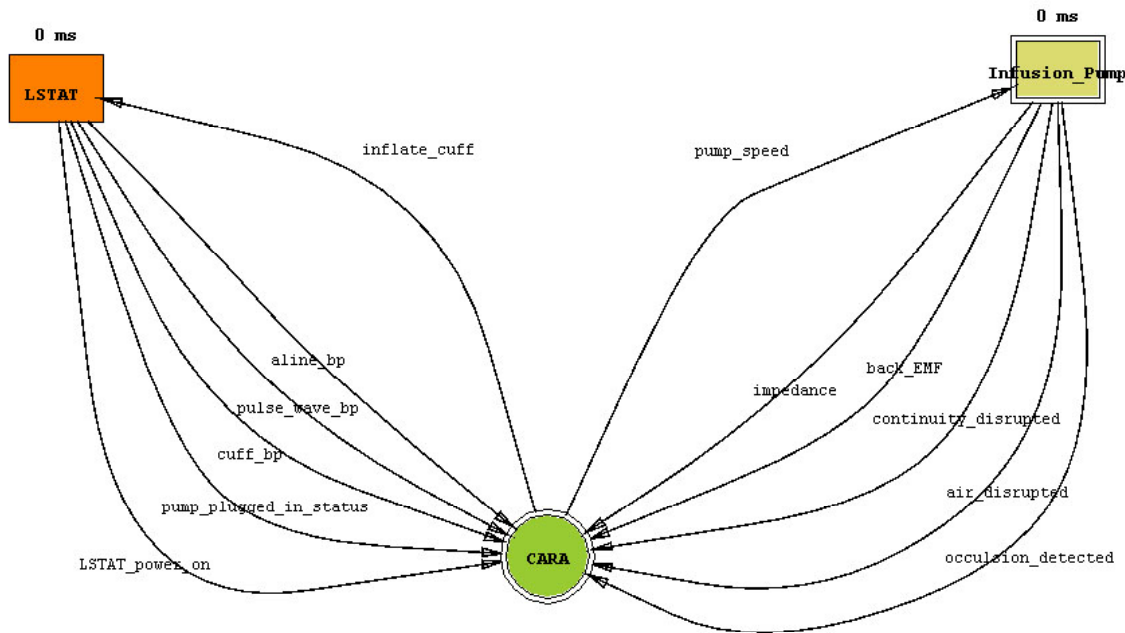 0 ms
0 ms
LSTAT
Infusion_Pump
inflate_cuff
pump_speed
aline_bp
back_EMF
impedance
pulse_wave_bp
continuity_disrupted
cuff_bp
air_disrupted
pump_plugged_in_status
CARA
occulsion_detected
LSTAT_power_on